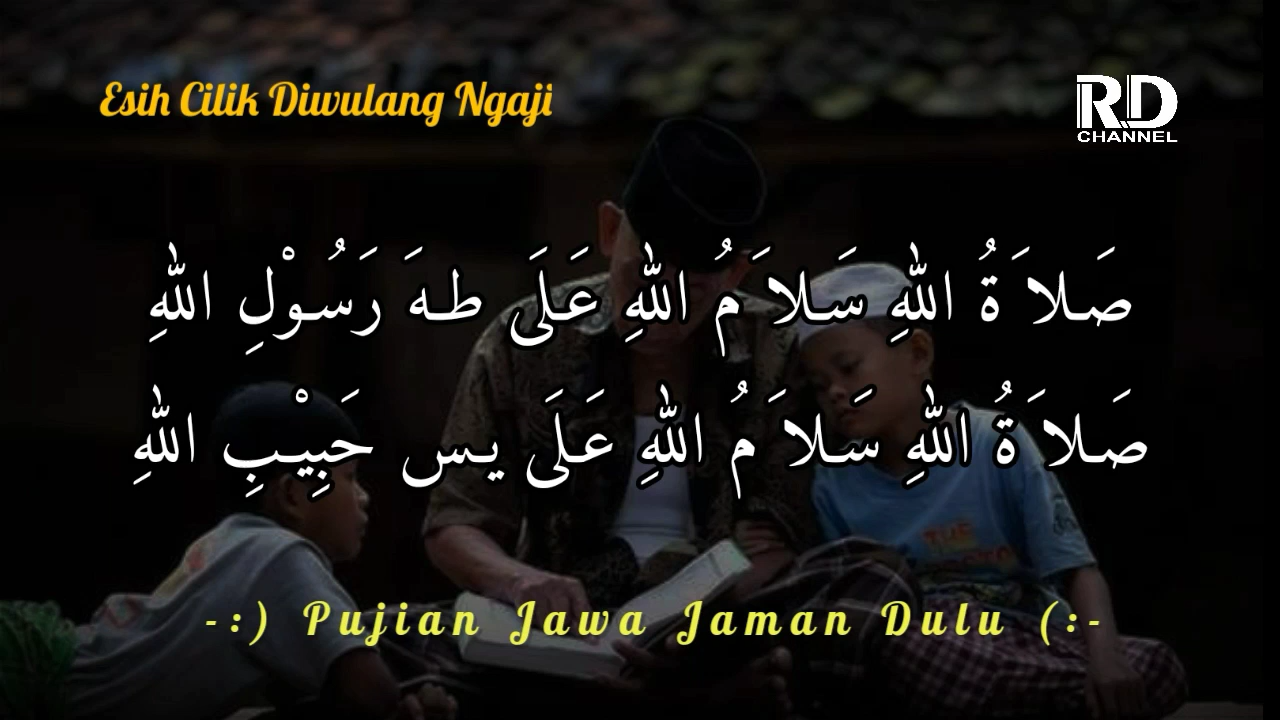 Esih Cilik Diwulang Ngaji
RD
CHANNEL
صَلاَةُ اللهِ سَلاَمُ اللهِ عَلَى طهَ رَسُوْلِ اللهِ
صَلاَةُ اللهِ سَلاَمُ اللهِ عَلَى يس حَبِيْبِ اللهِ
-:) Pujian Jawa Jaman Dulu (:-